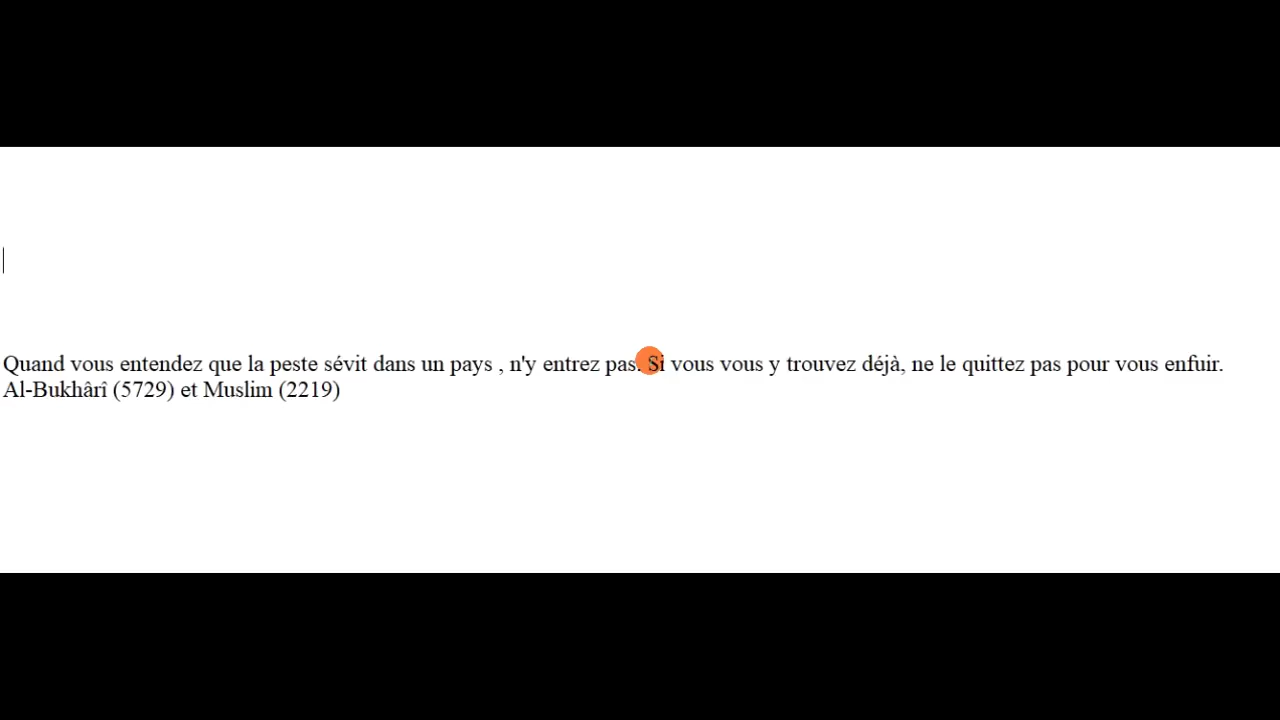 Quand vous entendez que la peste sévit dans un pays , n'y entrez pas. Si vous vous y trouvez déjà, ne le quittez pas pour vous enfuir.
Al-Bukhârî (5729) et Muslim (2219)